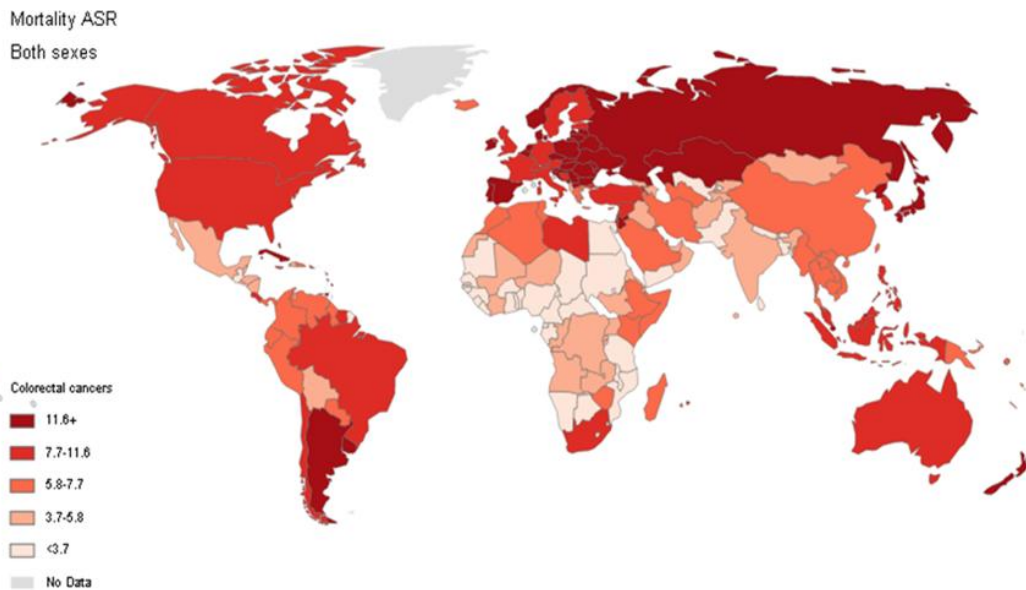 Mortality ASR
Both sexes
Colorectal cancers
11.6+
7.7-11.6
5.8-7.7
3.7-5.8
<3.7
No Data